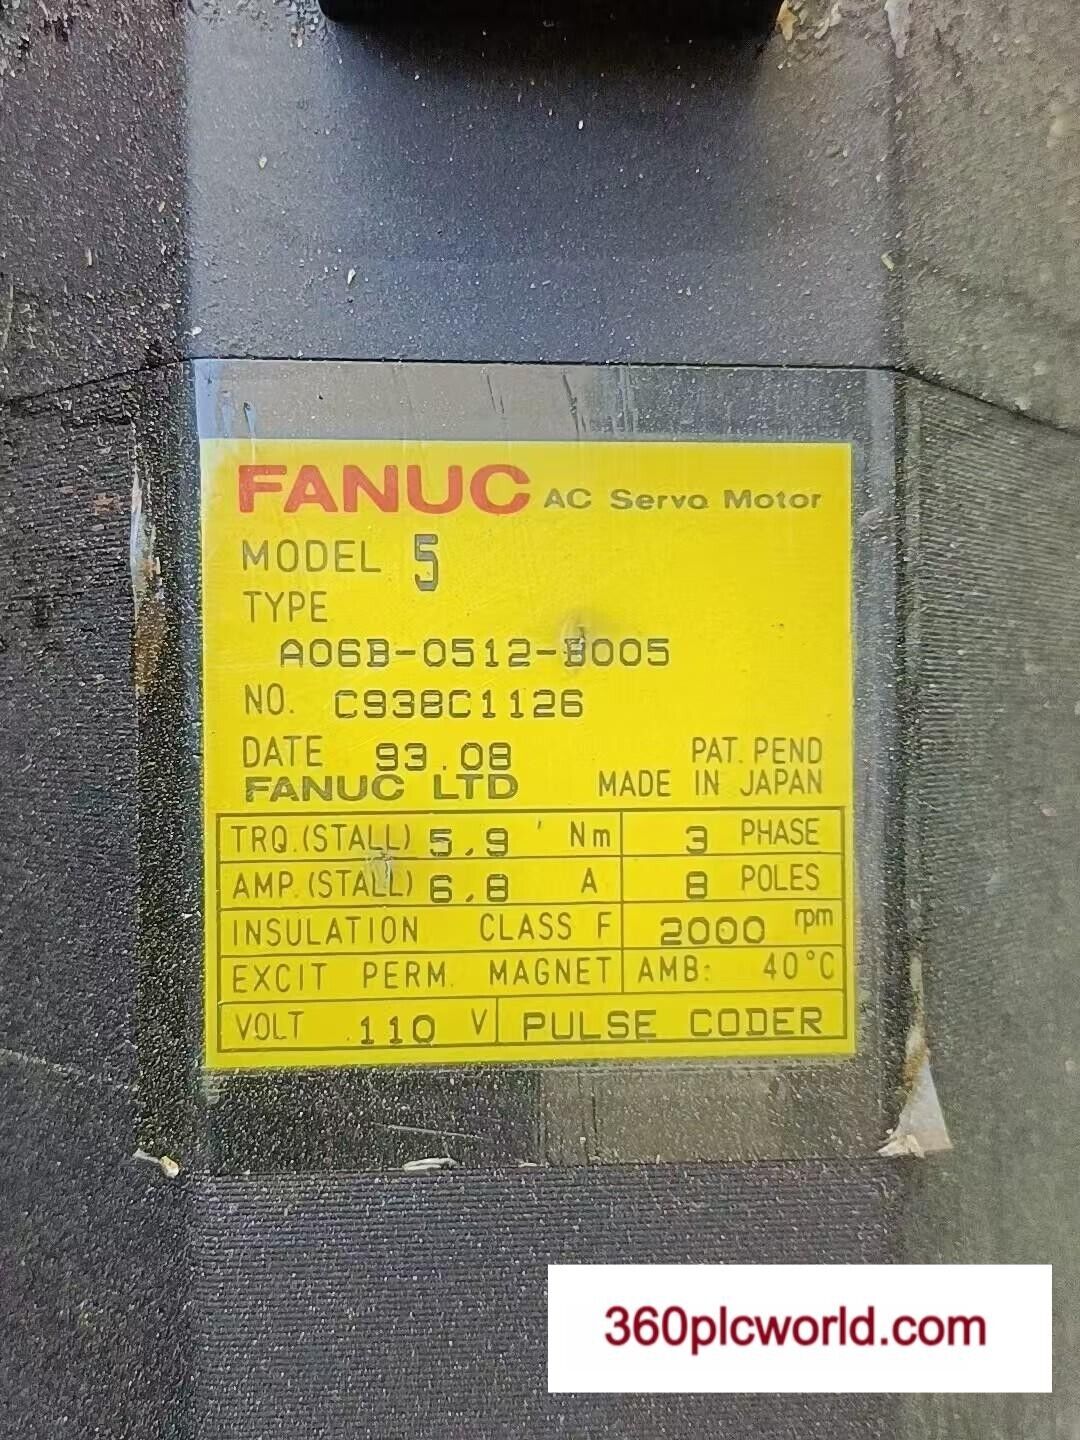 FANUC AC Servo Motor
MODEL 5
TYPE
A06B-0512-B005
NO. C938C1126
DATE 93.08
PAT. PEND
FANUC LTD
MADE IN JAPAN
TRQ.(STALL) 5.9 Nm 3 PHASE
AMP.(STALL) 6.8 A 8 POLES
INSULATION CLASS F 2000 rpm
EXCIT PERM. MAGNET AMB: 40°C
VOLT 110 V PULSE CODER
360plcworld.com